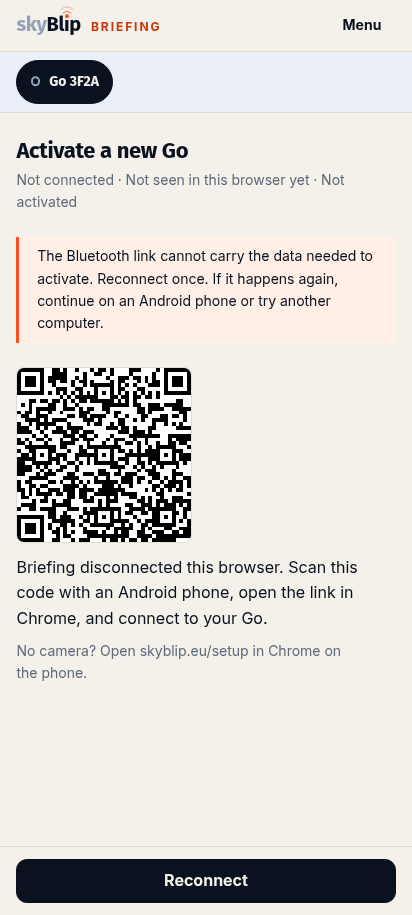 skyBlip BRIEFING
Menu
Go 3F2A
Activate a new Go
Not connected · Not seen in this browser yet · Not
activated
The Bluetooth link cannot carry the data needed to
activate. Reconnect once. If it happens again,
continue on an Android phone or try another
computer.
Briefing disconnected this browser. Scan this
code with an Android phone, open the link in
Chrome, and connect to your Go.
No camera? Open skyblip.eu/setup in Chrome on
the phone.
Reconnect